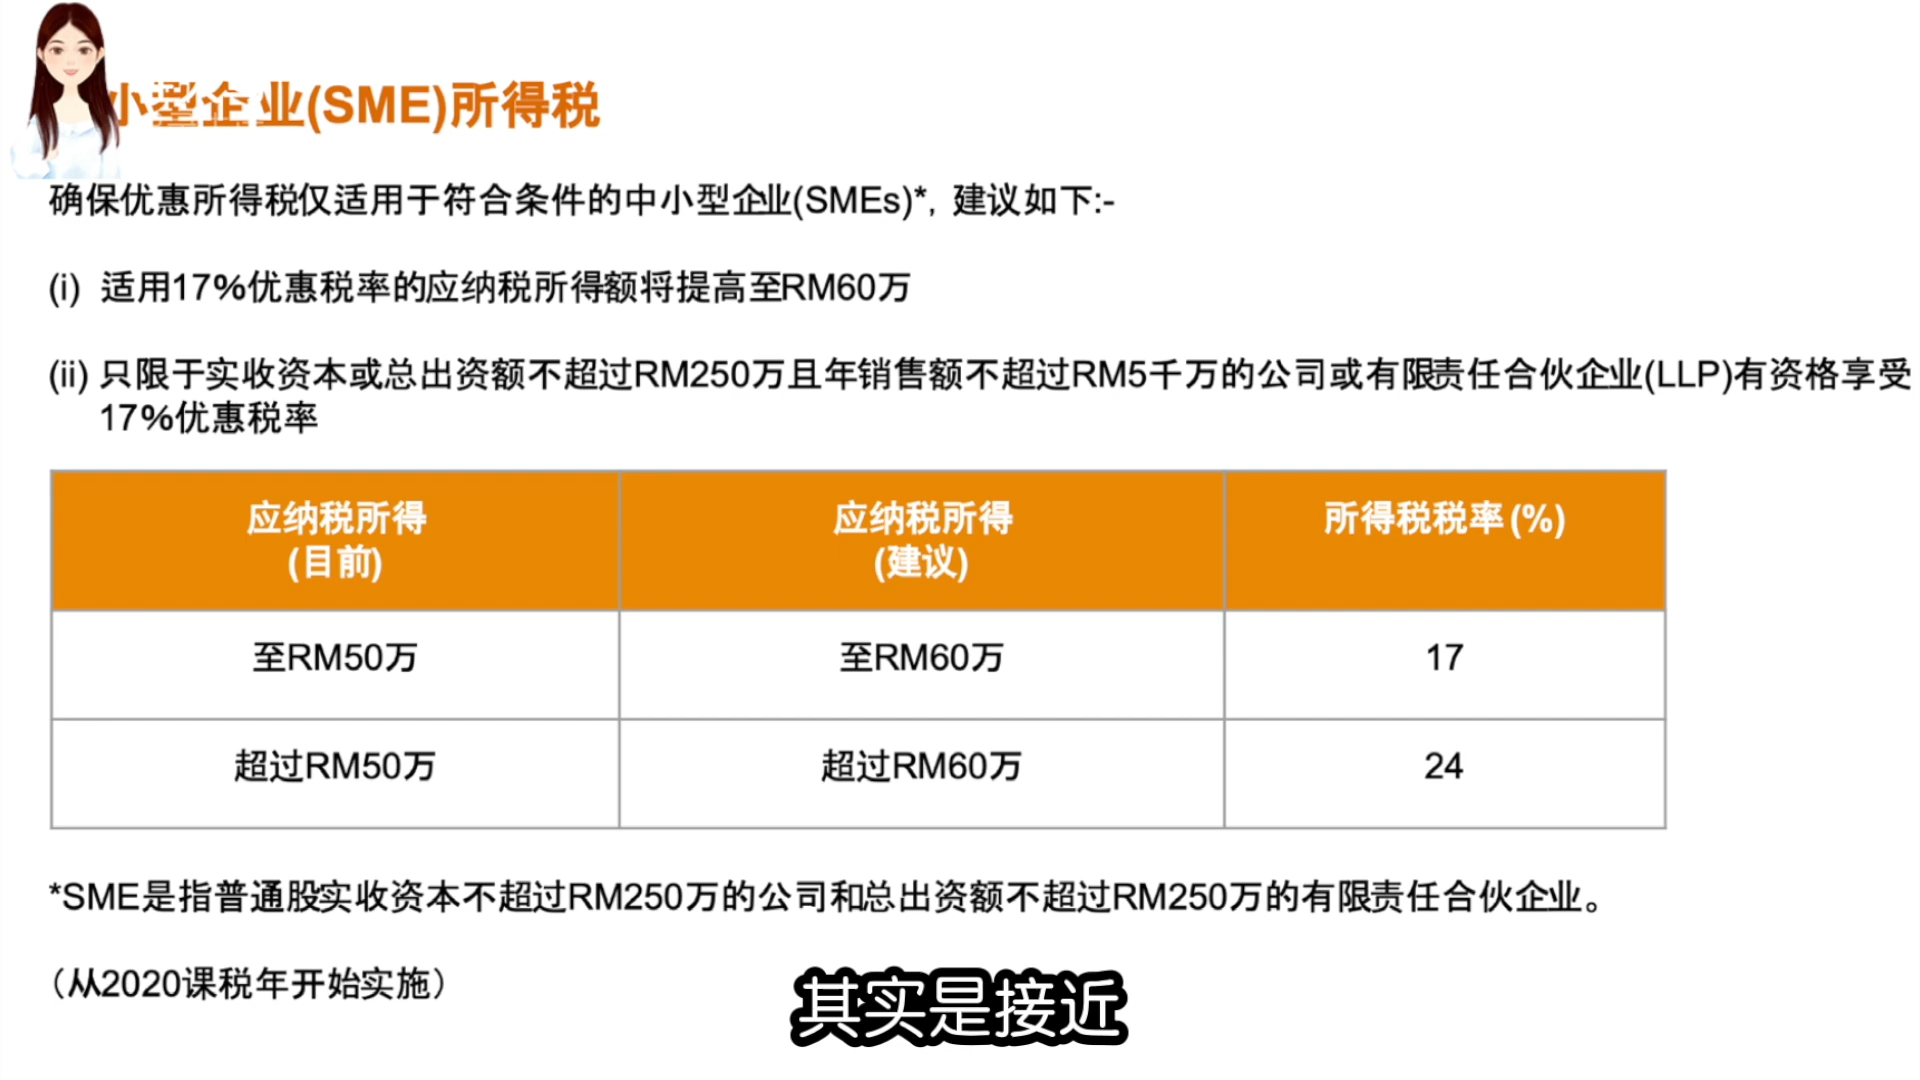 小型企业(SME)所得税
确保优惠所得税仅适用于符合条件的中小型企业(SMEs)*, 建议如下:-
(i) 适用17%优惠税率的应纳税所得额将提高至RM60万
(ii) 只限于实收资本或总出资额不超过RM250万且年销售额不超过RM5千万的公司或有限责任合伙企业(LLP)有资格享受
17%优惠税率
应纳税所得
(目前)
应纳税所得
(建议)
所得税税率(%)
至RM50万
至RM60万
17
超过RM50万
超过RM60万
24
*SME是指普通股实收资本不超过RM250万的公司和总出资额不超过RM250万的有限责任合伙企业。
（从2020课税年开始实施）
其实是接近